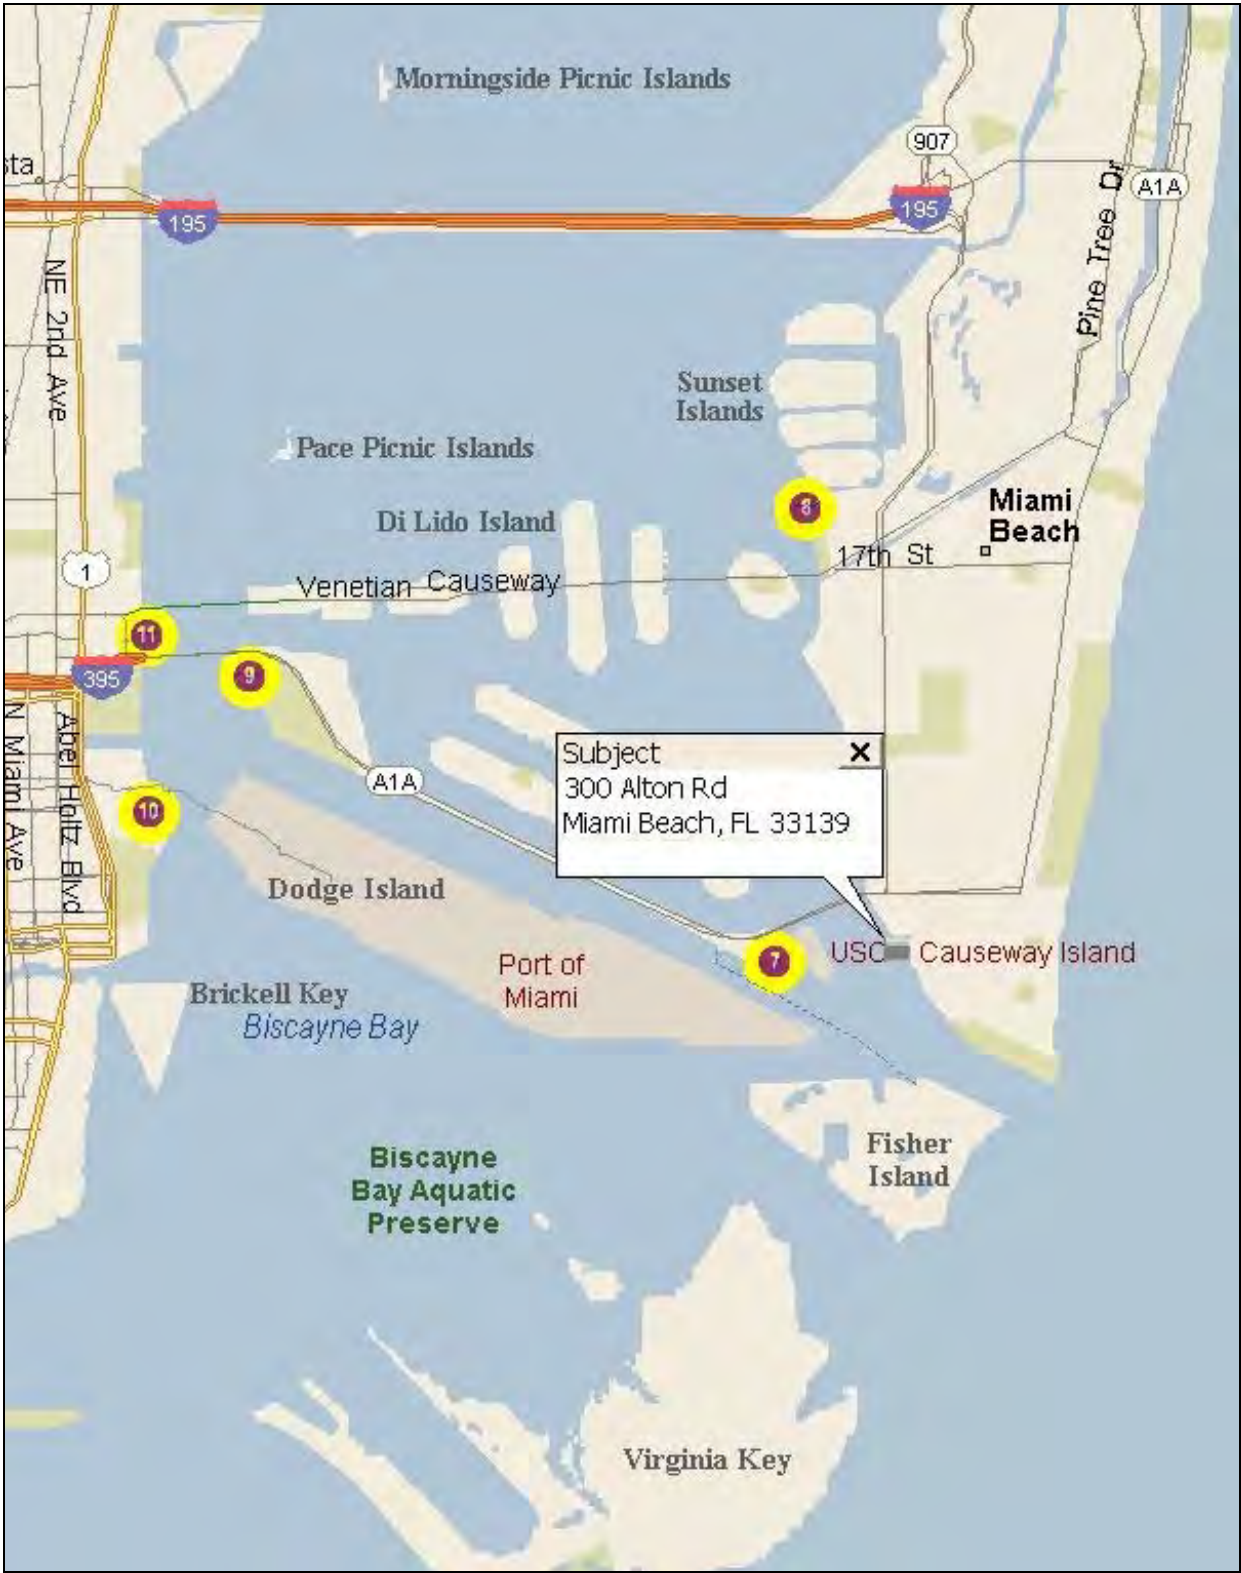 Morningside Picnic Islands
907
sta
A1A
195
195
Pine Tree Dr
NE 2nd Ave
Sunset
Islands
Pace Picnic Islands
Miami
Beach
8
Di Lido Island
17th St
1
Venetian Causeway
11
9
395
N Miami Ave
Abel Holtz Blvd
Subject
300 Alton Rd
Miami Beach, FL 33139
A1A
10
Dodge Island
7
Causeway Island
Port of
Miami
Brickell Key
Biscayne Bay
Fisher
Island
Biscayne
Bay Aquatic
Preserve
Virginia Key